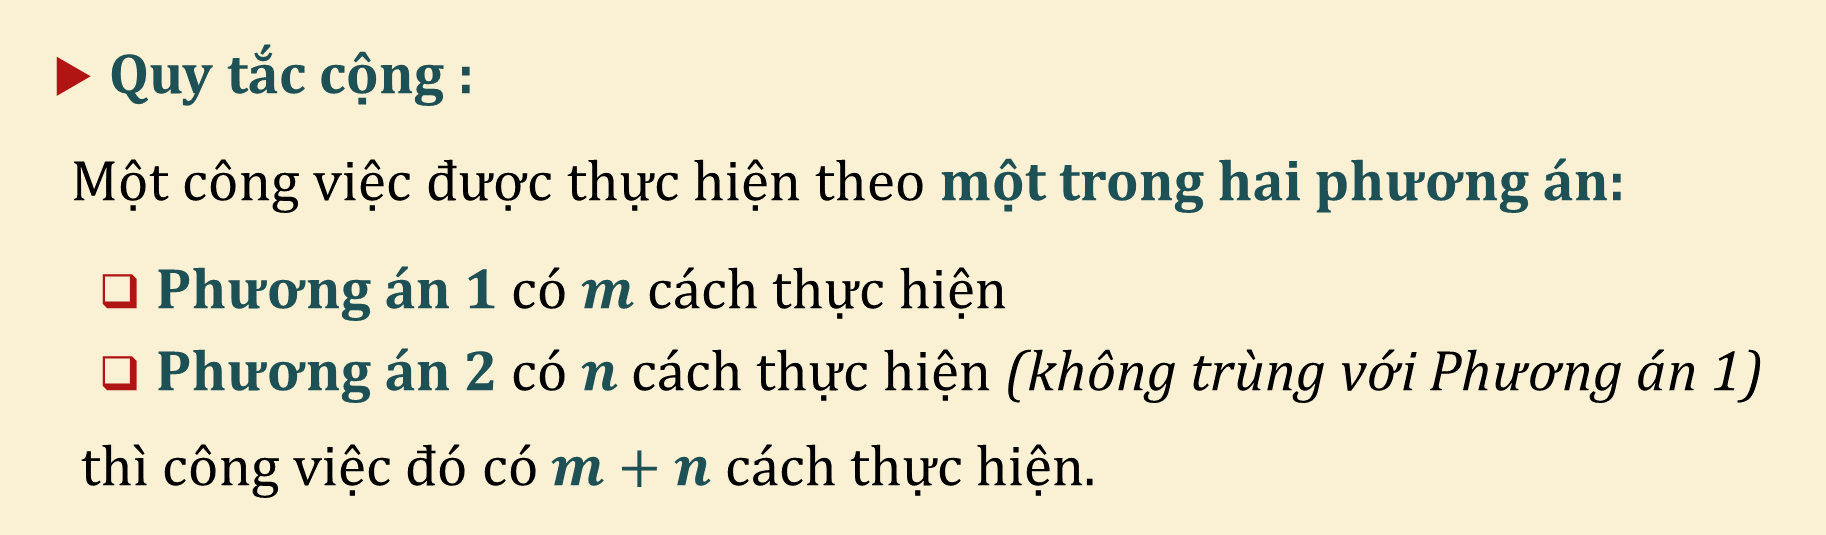 Quy tắc cộng :
Một công việc được thực hiện theo một trong hai phương án:
Phương án 1 có m cách thực hiện
Phương án 2 có n cách thực hiện (không trùng với Phương án 1)
thì công việc đó có m + n cách thực hiện.